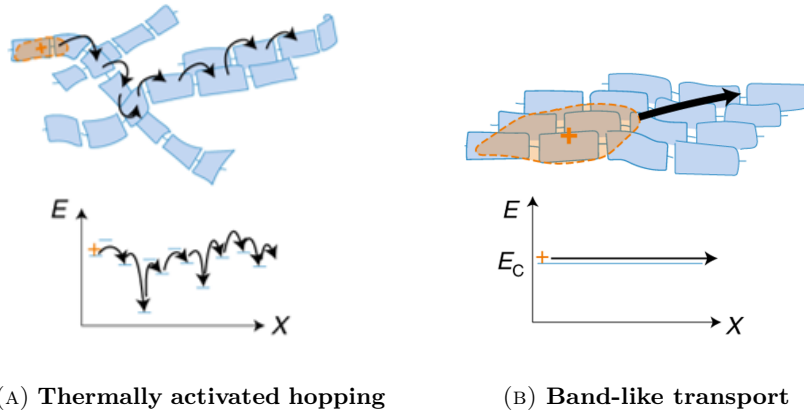 +
+
E
+
X
E
E_C
+
X
(A) Thermally activated hopping
(B) Band-like transport